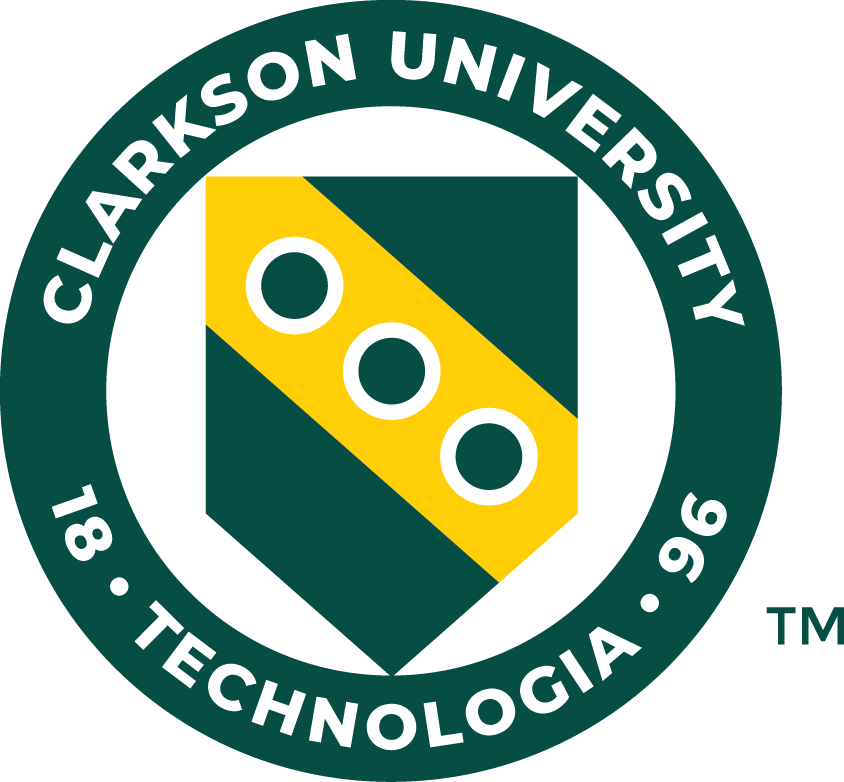 CLARKSON UNIVERSITY
18 • TECHNOLOGIA • 96
TM